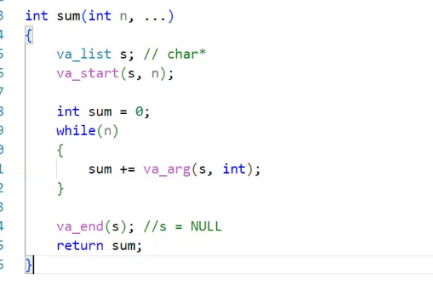 3 int sum(int n, ...)
4 {
5 va_list s; // char*
6 va_start(s, n);
7
8 int sum = 0;
9 while(n)
0 {
1 sum += va_arg(s, int);
2 }
3
4 va_end(s); //s = NULL
5 return sum;
6 }